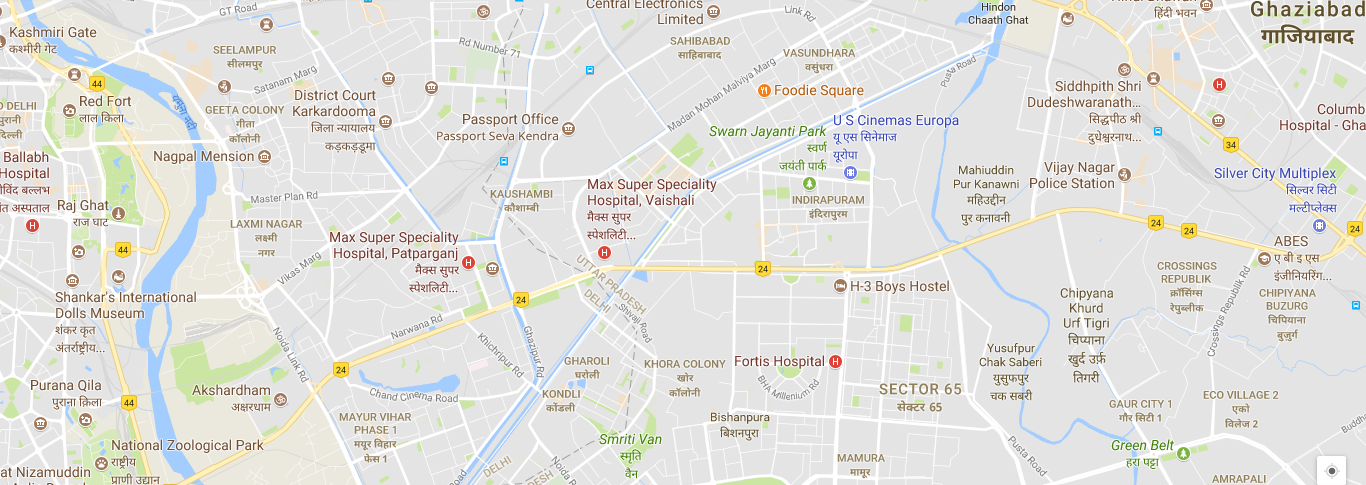 GT Road
Central Electronics
Limited
Link Rd
Hindon
Chaath Ghat
हिंदी भवन
Ghaziabad
गाज़ियाबाद
Kashmiri Gate
कश्मीरी गेट
SEELAMPUR
सीलमपुर
Rd Number 71
SAHIBABAD
साहिबाबाद
VASUNDHARA
वसुंधरा
Pusta Road
44
Satanam Marg
Madan Mohan Malviya Marg
Foodie Square
Siddhpith Shri
Dudeshwaranath...
सिद्धपीठ श्री
दुधेश्वरनाथ...
DELHI
Red Fort
लाल किला
यमुना नदी
GEETA COLONY
गीता
कॉलोनी
District Court
Karkardooma
जिला न्यायालय
कड़कड़डूमा
Passport Office
Passport Seva Kendra
Swarn Jayanti Park
स्वर्ण
जयंती पार्क
U S Cinemas Europa
यू एस सिनेमाज
यूरोपा
Columb
Hospital - Gha
34
Ballabh
Hospital
Nagpal Mension
Mahiuddin
Pur Kanawni
महिउद्दीन
पुर कनावनी
Vijay Nagar
Police Station
Silver City Multiplex
सिल्वर सिटी
मल्टीप्लेक्स
Raj Ghat
राज घाट
Master Plan Rd
KAUSHAMBI
कौशाम्बी
Max Super Speciality
Hospital, Vaishali
मैक्स सुपर
स्पेशलिटी...
INDIRAPURAM
इंदिरापुरम
LAXMI NAGAR
लक्ष्मी
नगर
Max Super Speciality
Hospital, Patparganj
मैक्स सुपर
स्पेशलिटी...
24
24
24
44
Vikas Marg
UTTAR PRADESH
DELHI
24
ABES
ए बी ई एस
इंजीनियरिंग...
CROSSINGS
REPUBLIK
क्रॉसिंग्स
रेपुब्लीक
H-3 Boys Hostel
Shankar's International
Dolls Museum
शंकर कृत
अंतर्राष्ट्रीय...
24
Shivaji Road
Chipyana
Khurd
Urf Tigri
चिप्याना
खुर्द उर्फ़
तिगरी
CHIPIYANA
BUZURG
चिपियाना
बुजुर्ग
Crossings Republik Rd
Narwana Rd
Noida Link Rd
Khichripur Rd
Ghazipur Rd
GHAROLI
घरोली
KHORA COLONY
खोर
कॉलोनी
Fortis Hospital
BHA Millenium Rd
Yusufpur
Chak Saberi
युसुफपुर
चक सबरी
24
Purana Qila
पुराना क़िला
Akshardham
अक्षरधाम
Chand Cinema Road
KONDLI
कोंडली
SECTOR 65
सेक्टर 65
ECO VILLAGE 2
एको
विलेज 2
44
MAYUR VIHAR
PHASE 1
मयूर विहार
फेस 1
Bishanpura
बिशनपुरा
GAUR CITY 1
गौर सिटी 1
National Zoological Park
राष्ट्रीय
प्राणी उद्यान
Smriti Van
स्मृति
वैन
Green Belt
हरा पट्टा
at Nizamuddin
DELHI
MAMURA
मामूर
Pusta Road
AMRAPALI